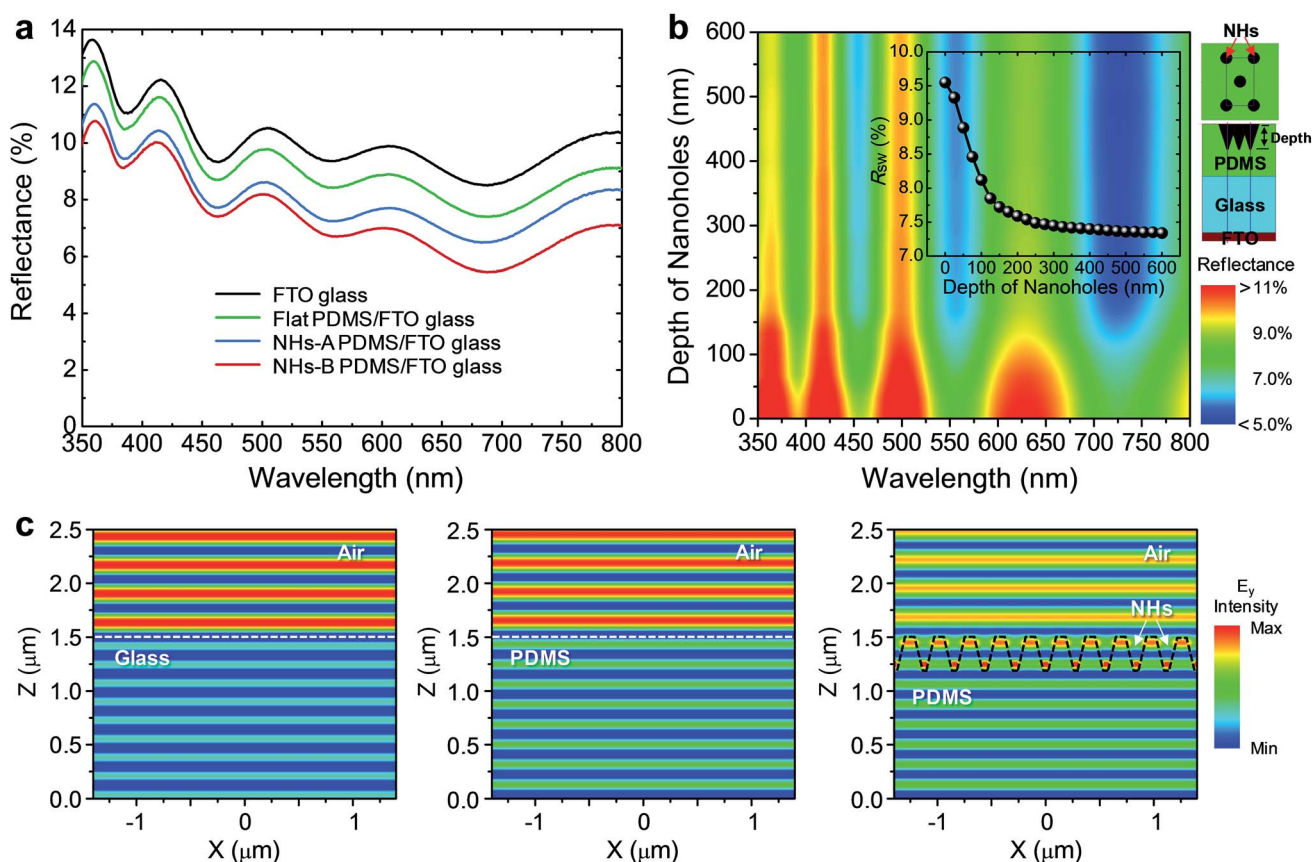 a
Reflectance (%)
14
12
10
8
6
4
2
0
FTO glass
Flat PDMS/FTO glass
NHs-A PDMS/FTO glass
NHs-B PDMS/FTO glass
350 400 450 500 550 600 650 700 750 800
Wavelength (nm)
b
Depth of Nanoholes (nm)
600
500
400
300
200
100
0
R_SW (%)
10.0
9.5
9.0
8.5
8.0
7.5
7.0
0 100 200 300 400 500 600
Depth of Nanoholes (nm)
350 400 450 500 550 600 650 700 750 800
Wavelength (nm)
NHs
Depth
PDMS
Glass
FTO
Reflectance
>11%
9.0%
7.0%
<5.0%
c
Z (μm)
2.5
2.0
1.5
1.0
0.5
0.0
Air
Glass
-1 0 1
X (μm)
Z (μm)
2.5
2.0
1.5
1.0
0.5
0.0
Air
PDMS
-1 0 1
X (μm)
Z (μm)
2.5
2.0
1.5
1.0
0.5
0.0
Air
NHs
PDMS
-1 0 1
X (μm)
E_y
Intensity
Max
Min